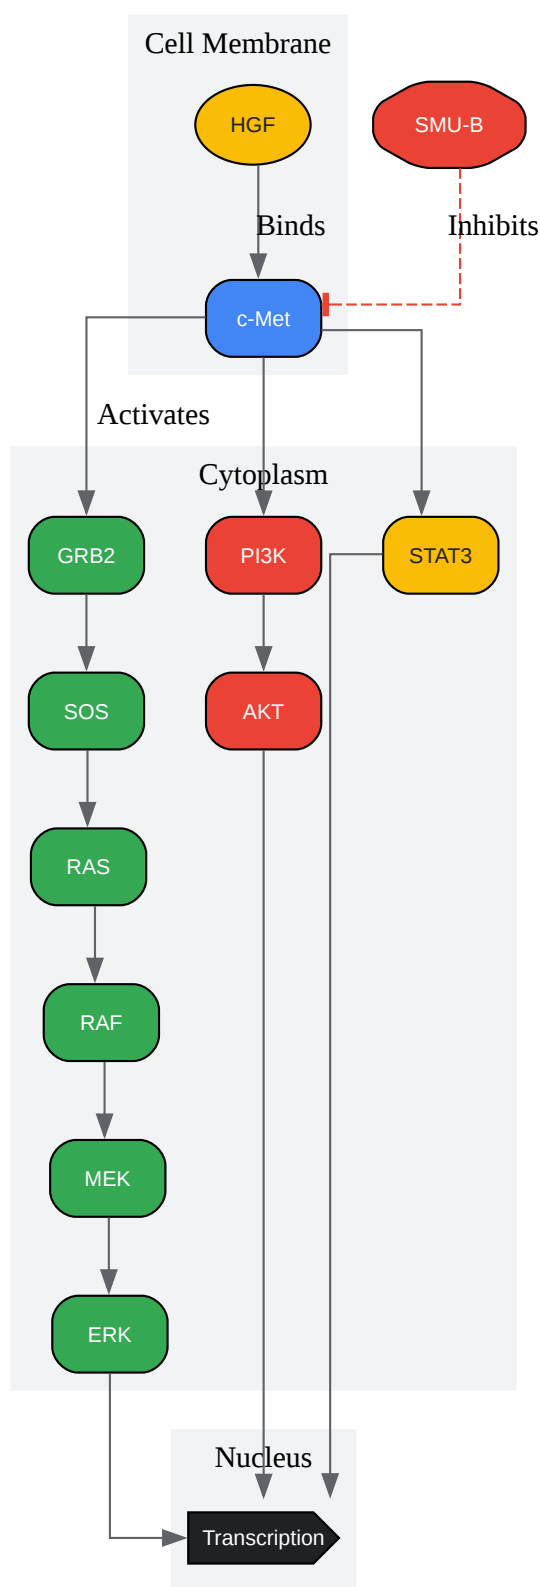 Cell Membrane
HGF
SMU-B
Binds
Inhibits
c-Met
Activates
Cytoplasm
GRB2
PI3K
STAT3
SOS
AKT
RAS
RAF
MEK
ERK
Nucleus
Transcription